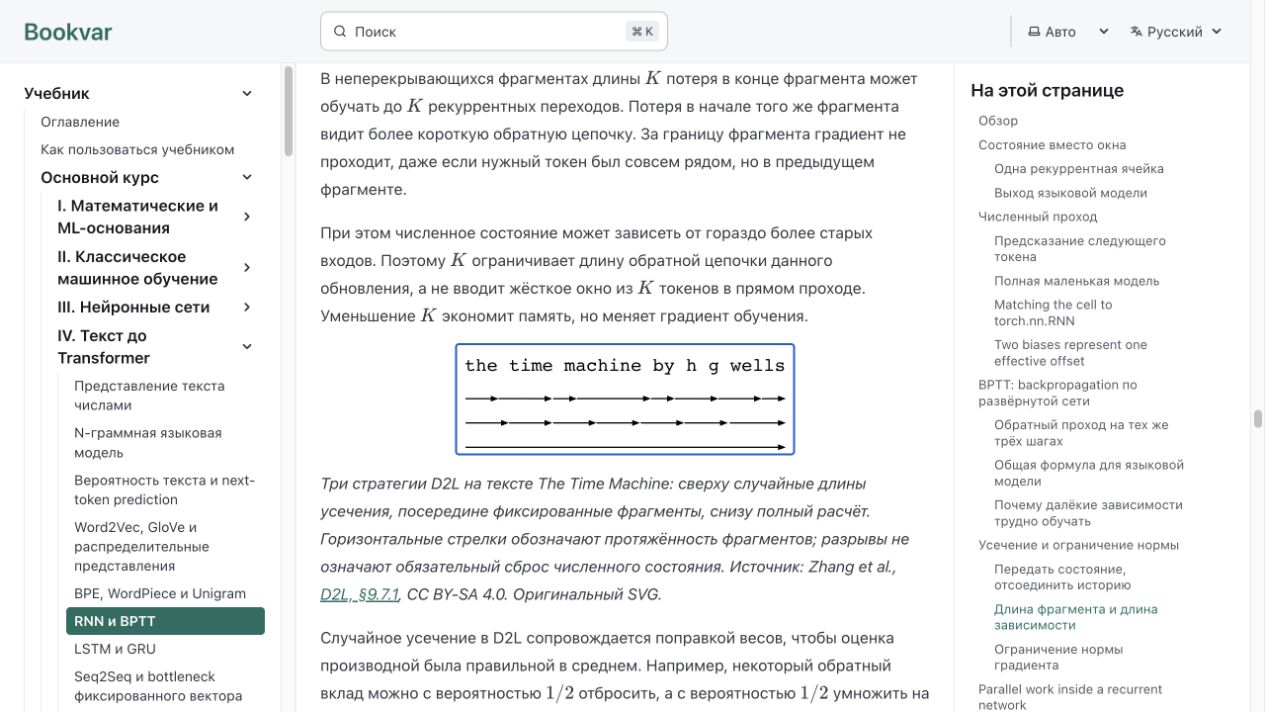 Bookvar
Поиск
⌘ K
Авто
Русский
Учебник
Оглавление
Как пользоваться учебником
Основной курс
I. Математические и
ML-основания
II. Классическое
машинное обучение
III. Нейронные сети
IV. Текст до
Transformer
Представление текста
числами
N-граммная языковая
модель
Вероятность текста и next-
token prediction
Word2Vec, GloVe и
распределительные
представления
BPE, WordPiece и Unigram
RNN и BPTT
LSTM и GRU
Seq2Seq и bottleneck
фиксированного вектора
В неперекрывающихся фрагментах длины K потеря в конце фрагмента может
обучать до K рекуррентных переходов. Потеря в начале того же фрагмента
видит более короткую обратную цепочку. За границу фрагмента градиент не
проходит, даже если нужный токен был совсем рядом, но в предыдущем
фрагменте.
При этом численное состояние может зависеть от гораздо более старых
входов. Поэтому K ограничивает длину обратной цепочки данного
обновления, а не вводит жёсткое окно из K токенов в прямом проходе.
Уменьшение K экономит память, но меняет градиент обучения.
the time machine by h g wells
Три стратегии D2L на тексте The Time Machine: сверху случайные длины
усечения, посередине фиксированные фрагменты, снизу полный расчёт.
Горизонтальные стрелки обозначают протяжённость фрагментов; разрывы не
означают обязательный сброс численного состояния. Источник: Zhang et al.,
D2L, §9.7.1, CC BY-SA 4.0. Оригинальный SVG.
Случайное усечение в D2L сопровождается поправкой весов, чтобы оценка
производной была правильной в среднем. Например, некоторый обратный
вклад можно с вероятностью 1/2 отбросить, а с вероятностью 1/2 умножить на
На этой странице
Обзор
Состояние вместо окна
Одна рекуррентная ячейка
Выход языковой модели
Численный проход
Предсказание следующего
токена
Полная маленькая модель
Matching the cell to
torch.nn.RNN
Two biases represent one
effective offset
BPTT: backpropagation по
развёрнутой сети
Обратный проход на тех же
трёх шагах
Общая формула для языковой
модели
Почему далёкие зависимости
трудно обучать
Усечение и ограничение нормы
Передать состояние,
отсоединить историю
Длина фрагмента и длина
зависимости
Ограничение нормы
градиента
Parallel work inside a recurrent
network